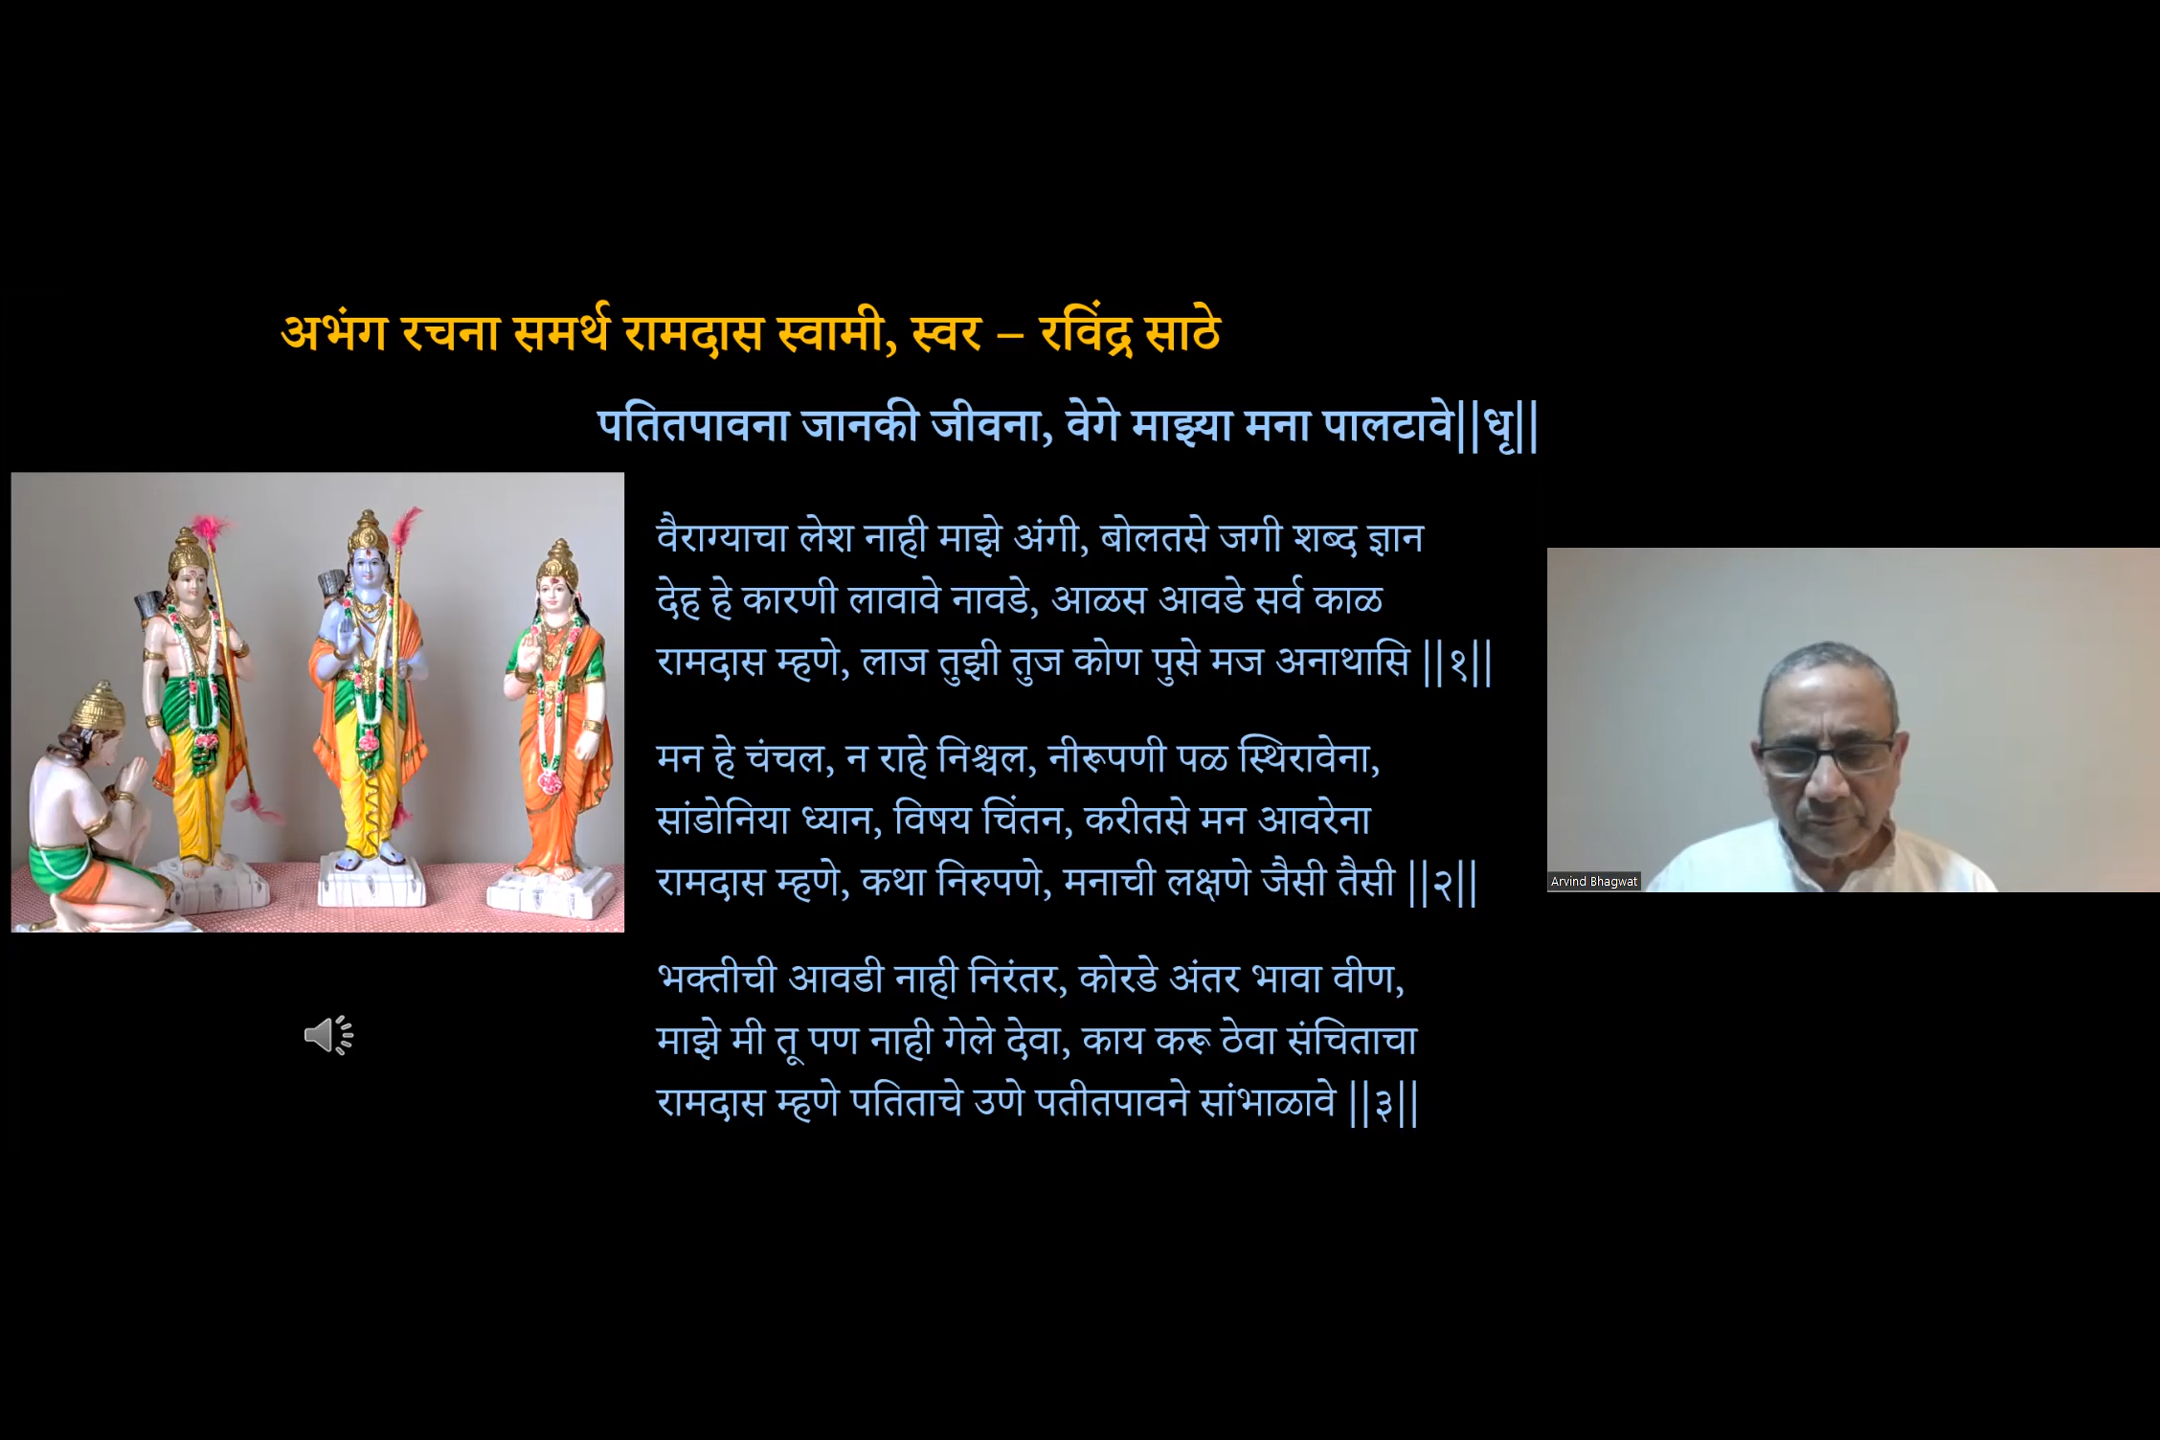 अभंग रचना समर्थ रामदास स्वामी, स्वर – रविंद्र साठे
पतितपावना जानकी जीवना, वेगे माझ्या मना पालटावे||धृ||
वैराग्याचा लेश नाही माझे अंगी, बोलतसे जगी शब्द ज्ञान
देह हे कारणी लावावे नावडे, आळस आवडे सर्व काळ
रामदास म्हणे, लाज तुझी तुज कोण पुसे मज अनाथासि ||१||
मन हे चंचल, न राहे निश्चल, नीरूपणी पळ स्थिरावेना,
सांडोनिया ध्यान, विषय चिंतन, करीतसे मन आवरेना
रामदास म्हणे, कथा निरुपणे, मनाची लक्षणे जैसी तैसी ||२||
भक्तीची आवडी नाही निरंतर, कोरडे अंतर भावा वीण,
माझे मी तू पण नाही गेले देवा, काय करू ठेवा संचिताचा
रामदास म्हणे पतिताचे उणे पतीतपावने सांभाळावे ||३||
Arvind Bhagwat